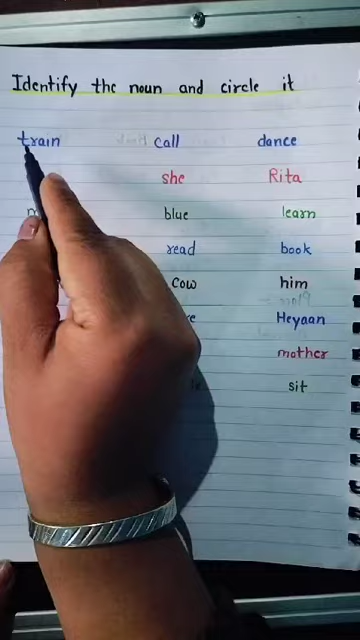 Identify the noun and circle it
train call dance
she Rita
blue learn
read book
cow him
Heyaan
mother
sit